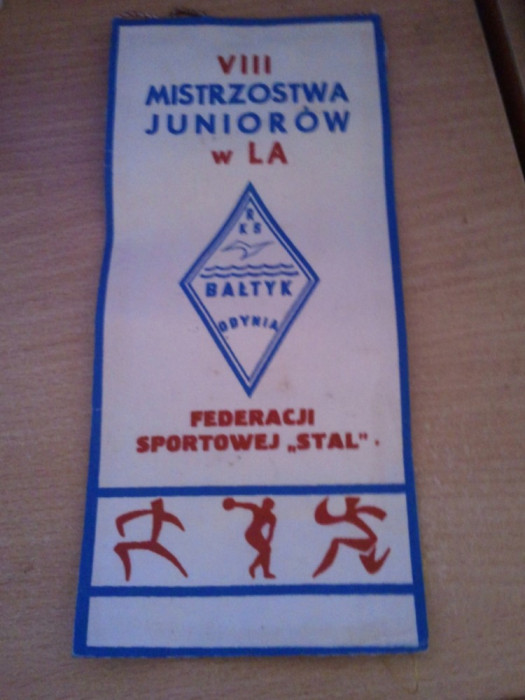 VIII
MISTRZOSTWA
JUNIORÓW
w LA
R
KS
BAŁTYK
GDYNIA
FEDERACJI
SPORTOWEJ „STAL”.